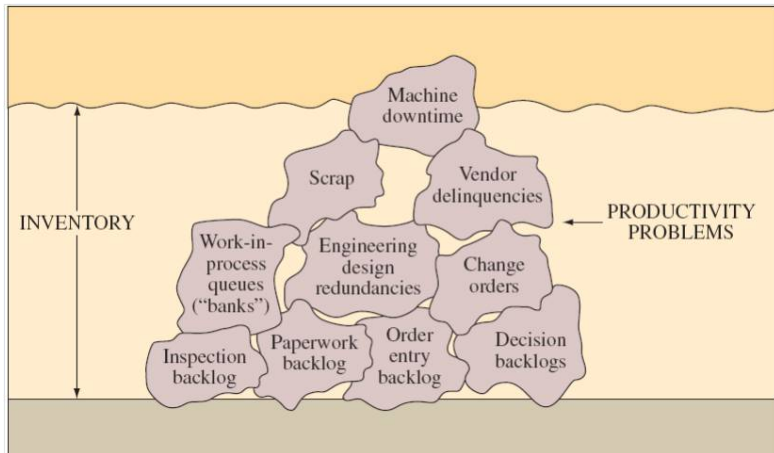 Machine
downtime
Scrap
Vendor
delinquencies
INVENTORY
PRODUCTIVITY
PROBLEMS
Work-in-
process
queues
(“banks”)
Engineering
design
redundancies
Change
orders
Inspection
backlog
Paperwork
backlog
Order
entry
backlog
Decision
backlogs